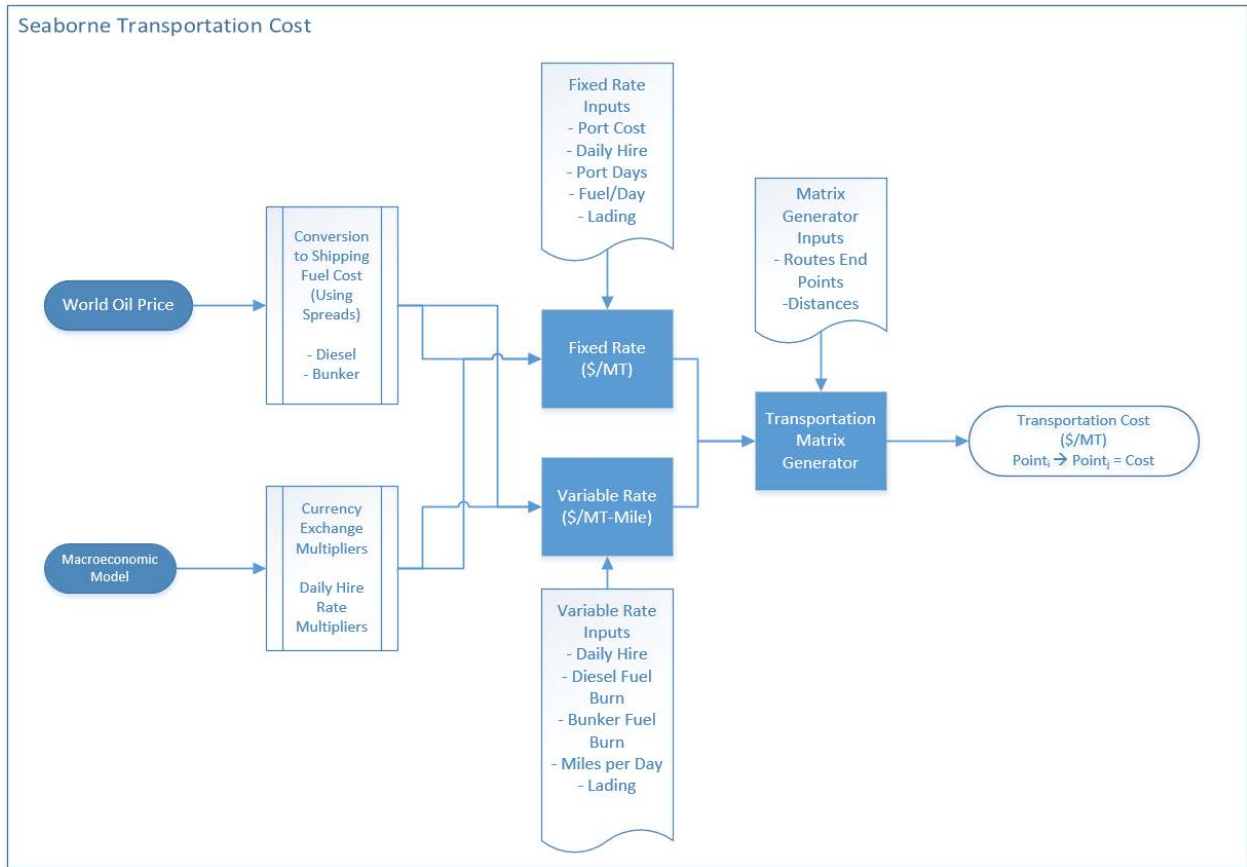 Seaborne Transportation Cost
Fixed Rate
Inputs
- Port Cost
- Daily Hire
- Port Days
- Fuel/Day
- Lading
Matrix
Generator
Inputs
- Routes End
Points
-Distances
Conversion
to Shipping
Fuel Cost
(Using
Spreads)
- Diesel
- Bunker
World Oil Price
Fixed Rate
($/MT)
Transportation
Matrix
Generator
Transportation Cost
($/MT)
Pointᵢ → Pointⱼ = Cost
Variable Rate
($/MT-Mile)
Currency
Exchange
Multipliers
Daily Hire
Rate
Multipliers
Macroeconomic
Model
Variable Rate
Inputs
- Daily Hire
- Diesel Fuel
Burn
- Bunker Fuel
Burn
- Miles per Day
- Lading